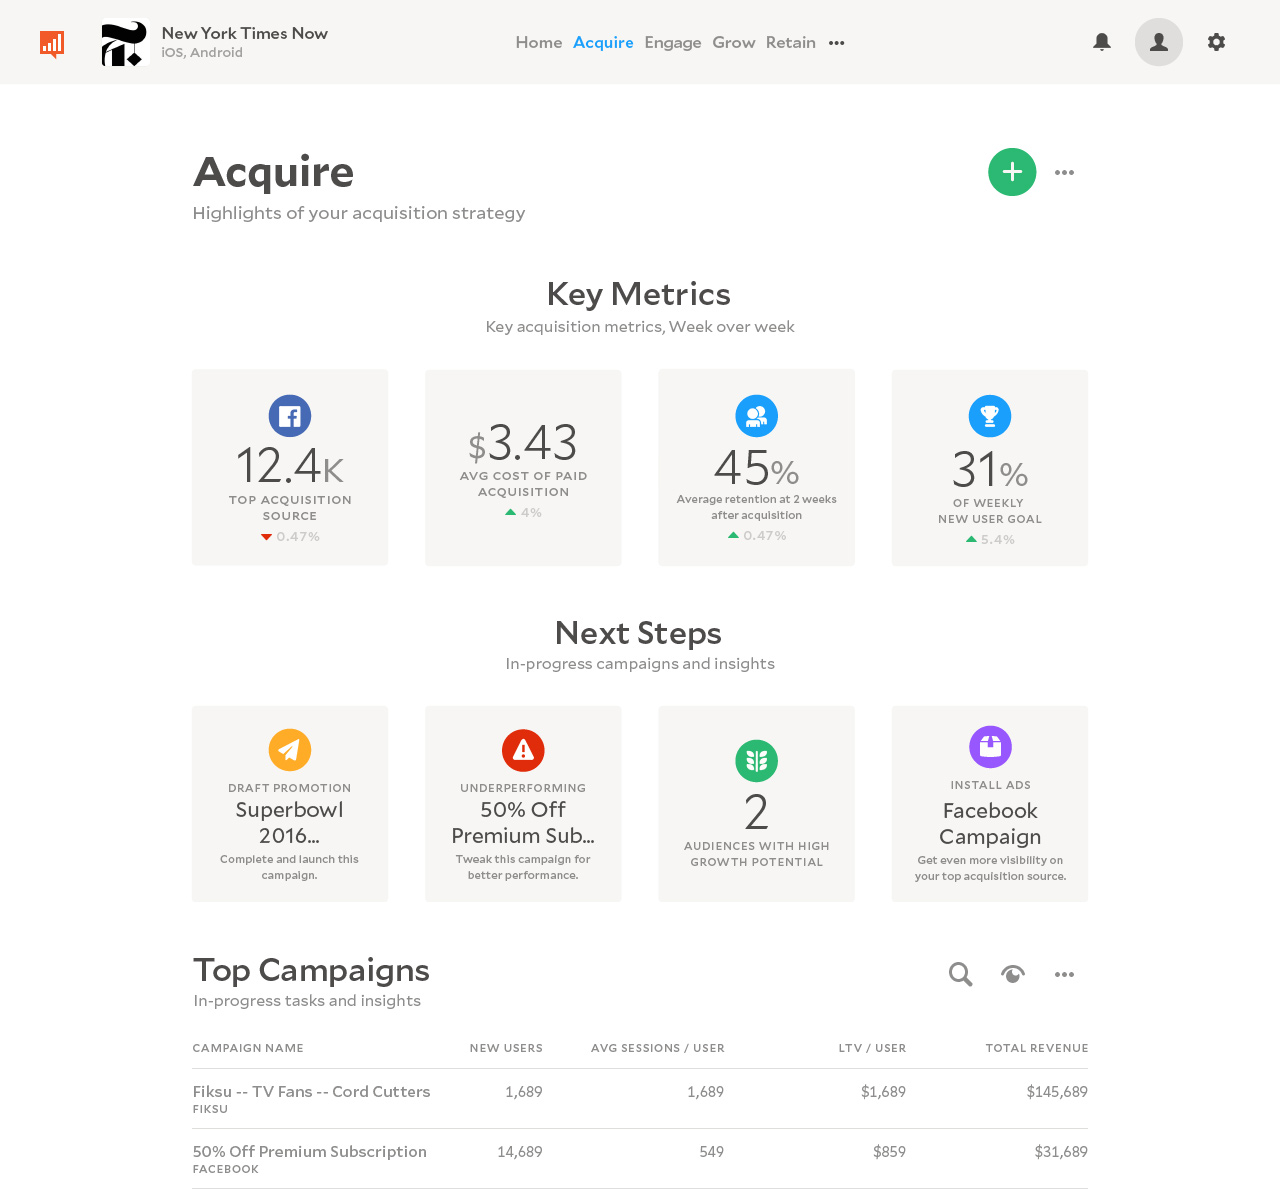 New York Times Now
iOS, Android
Home Acquire Engage Grow Retain
Acquire
Highlights of your acquisition strategy
Key Metrics
Key acquisition metrics, Week over week
12.4K
TOP ACQUISITION
SOURCE
0.47%
$3.43
AVG COST OF PAID
ACQUISITION
4%
45%
Average retention at 2 weeks
after acquisition
0.47%
31%
OF WEEKLY
NEW USER GOAL
5.4%
Next Steps
In-progress campaigns and insights
DRAFT PROMOTION
Superbowl
2016...
Complete and launch this
campaign.
UNDERPERFORMING
50% Off
Premium Sub...
Tweak this campaign for
better performance.
2
AUDIENCES WITH HIGH
GROWTH POTENTIAL
INSTALL ADS
Facebook
Campaign
Get even more visibility on
your top acquisition source.
Top Campaigns
In-progress tasks and insights
CAMPAIGN NAME NEW USERS AVG SESSIONS / USER LTV / USER TOTAL REVENUE
Fiksu -- TV Fans -- Cord Cutters 1,689 1,689 $1,689 $145,689
FIKSU
50% Off Premium Subscription 14,689 549 $859 $31,689
FACEBOOK